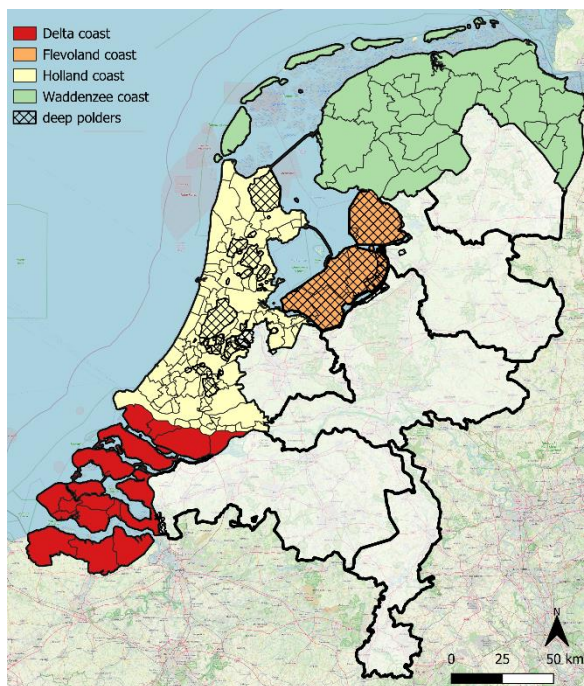 Delta coast
Flevoland coast
Holland coast
Waddenzee coast
deep polders
N
0 25 50 km